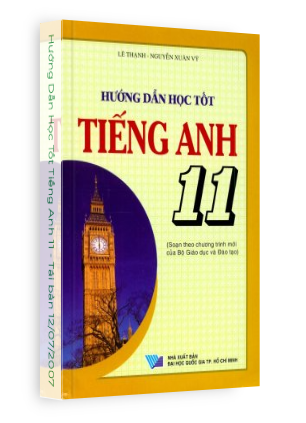 Hướng Dẫn Học Tốt Tiếng Anh 11 - Tái bản 12/07/2007
LÊ THANH - NGUYỄN XUÂN VỸ
HƯỚNG DẪN HỌC TỐT
TIẾNG ANH
11
(Soạn theo chương trình mới
của Bộ Giáo dục và Đào tạo)
NHÀ XUẤT BẢN
ĐẠI HỌC QUỐC GIA TP. HỒ CHÍ MINH